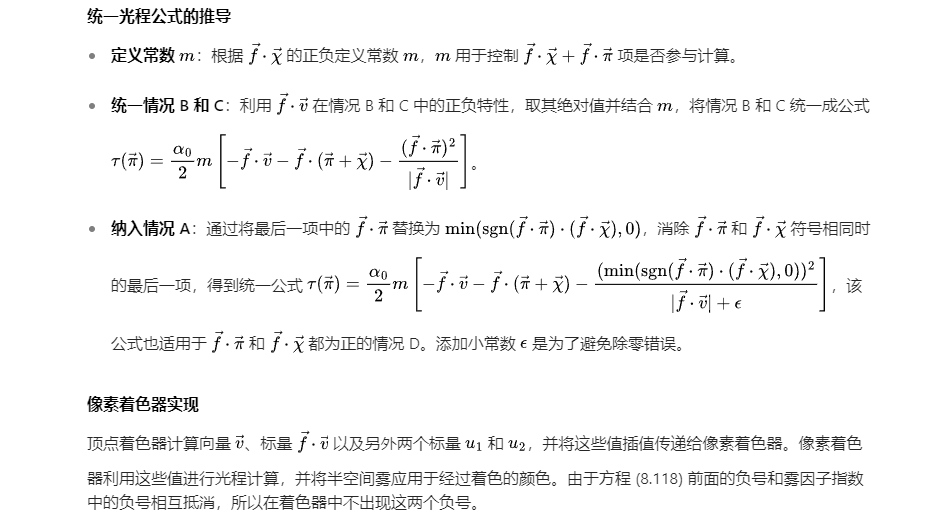 统一光程公式的推导
• 定义常数 m：根据 $\vec{f} \cdot \vec{\chi}$ 的正负定义常数 m，m 用于控制 $\vec{f} \cdot \vec{\chi} + \vec{f} \cdot \vec{\pi}$ 项是否参与计算。
• 统一情况 B 和 C：利用 $\vec{f} \cdot \vec{v}$ 在情况 B 和 C 中的正负特性，取其绝对值并结合 m，将情况 B 和 C 统一成公式
$\tau(\vec{\pi}) = \frac{\alpha_0}{2} m \left[ -\vec{f} \cdot \vec{v} - \vec{f} \cdot (\vec{\pi} + \vec{\chi}) - \frac{(\vec{f} \cdot \vec{\pi})^2}{|\vec{f} \cdot \vec{v}|} \right]$。
• 纳入情况 A：通过将最后一项中的 $\vec{f} \cdot \vec{\pi}$ 替换为 $\min(\text{sgn}(\vec{f} \cdot \vec{\pi}) \cdot (\vec{f} \cdot \vec{\chi}), 0)$，消除 $\vec{f} \cdot \vec{\pi}$ 和 $\vec{f} \cdot \vec{\chi}$ 符号相同时
的最后一项，得到统一公式 $\tau(\vec{\pi}) = \frac{\alpha_0}{2} m \left[ -\vec{f} \cdot \vec{v} - \vec{f} \cdot (\vec{\pi} + \vec{\chi}) - \frac{(\min(\text{sgn}(\vec{f} \cdot \vec{\pi}) \cdot (\vec{f} \cdot \vec{\chi}), 0))^2}{|\vec{f} \cdot \vec{v}| + \epsilon} \right]$，该
公式也适用于 $\vec{f} \cdot \vec{\pi}$ 和 $\vec{f} \cdot \vec{\chi}$ 都为正的情况 D。添加小常数 $\epsilon$ 是为了避免除零错误。
像素着色器实现
顶点着色器计算向量 $\vec{v}$、标量 $\vec{f} \cdot \vec{v}$ 以及另外两个标量 $u_1$ 和 $u_2$，并将这些值插值传递给像素着色器。像素着色
器利用这些值进行光程计算，并将半空间雾应用于经过着色的颜色。由于方程 (8.118) 前面的负号和雾因子指数
中的负号相互抵消，所以在着色器中不出现这两个负号。